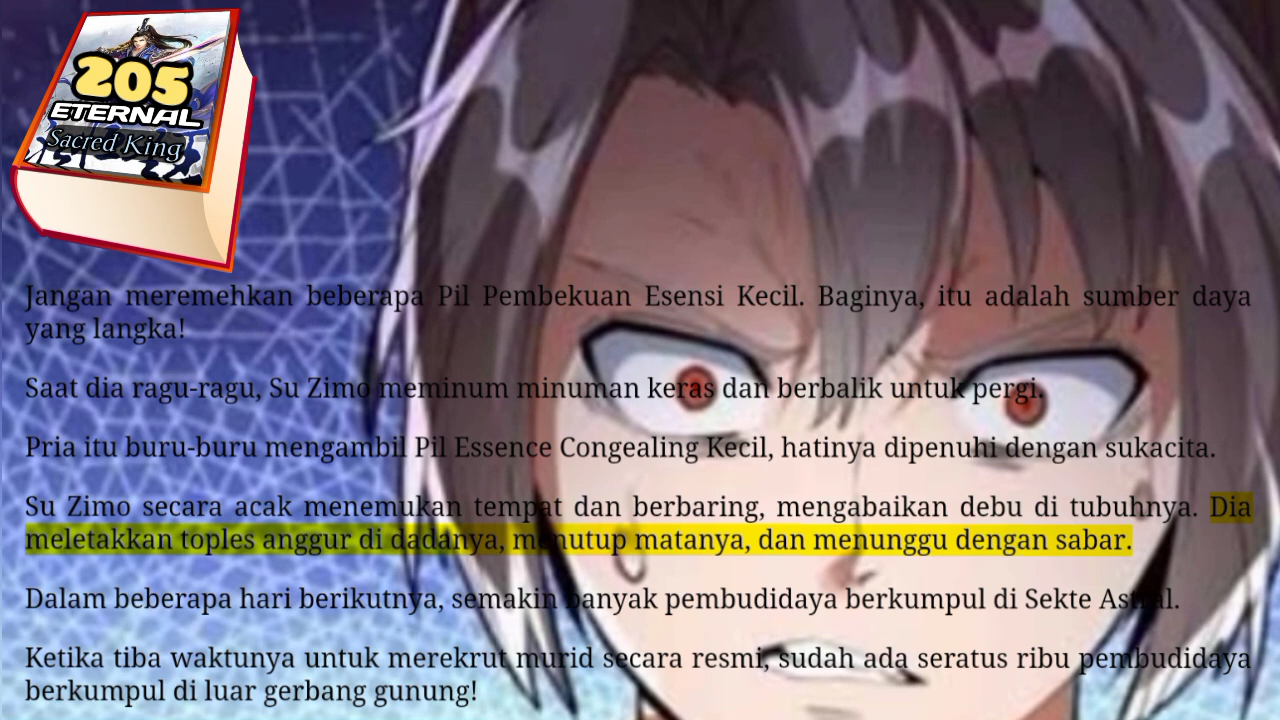 205
ETERNAL
Sacred King
Jangan meremehkan beberapa Pil Pembekuan Esensi Kecil. Baginya, itu adalah sumber daya
yang langka!
Saat dia ragu-ragu, Su Zimo meminum minuman keras dan berbalik untuk pergi.
Pria itu buru-buru mengambil Pil Essence Congealing Kecil, hatinya dipenuhi dengan sukacita.
Su Zimo secara acak menemukan tempat dan berbaring, mengabaikan debu di tubuhnya. Dia
meletakkan toples anggur di dadanya, menutup matanya, dan menunggu dengan sabar.
Dalam beberapa hari berikutnya, semakin banyak pembudidaya berkumpul di Sekte Astral.
Ketika tiba waktunya untuk merekrut murid secara resmi, sudah ada seratus ribu pembudidaya
berkumpul di luar gerbang gunung!